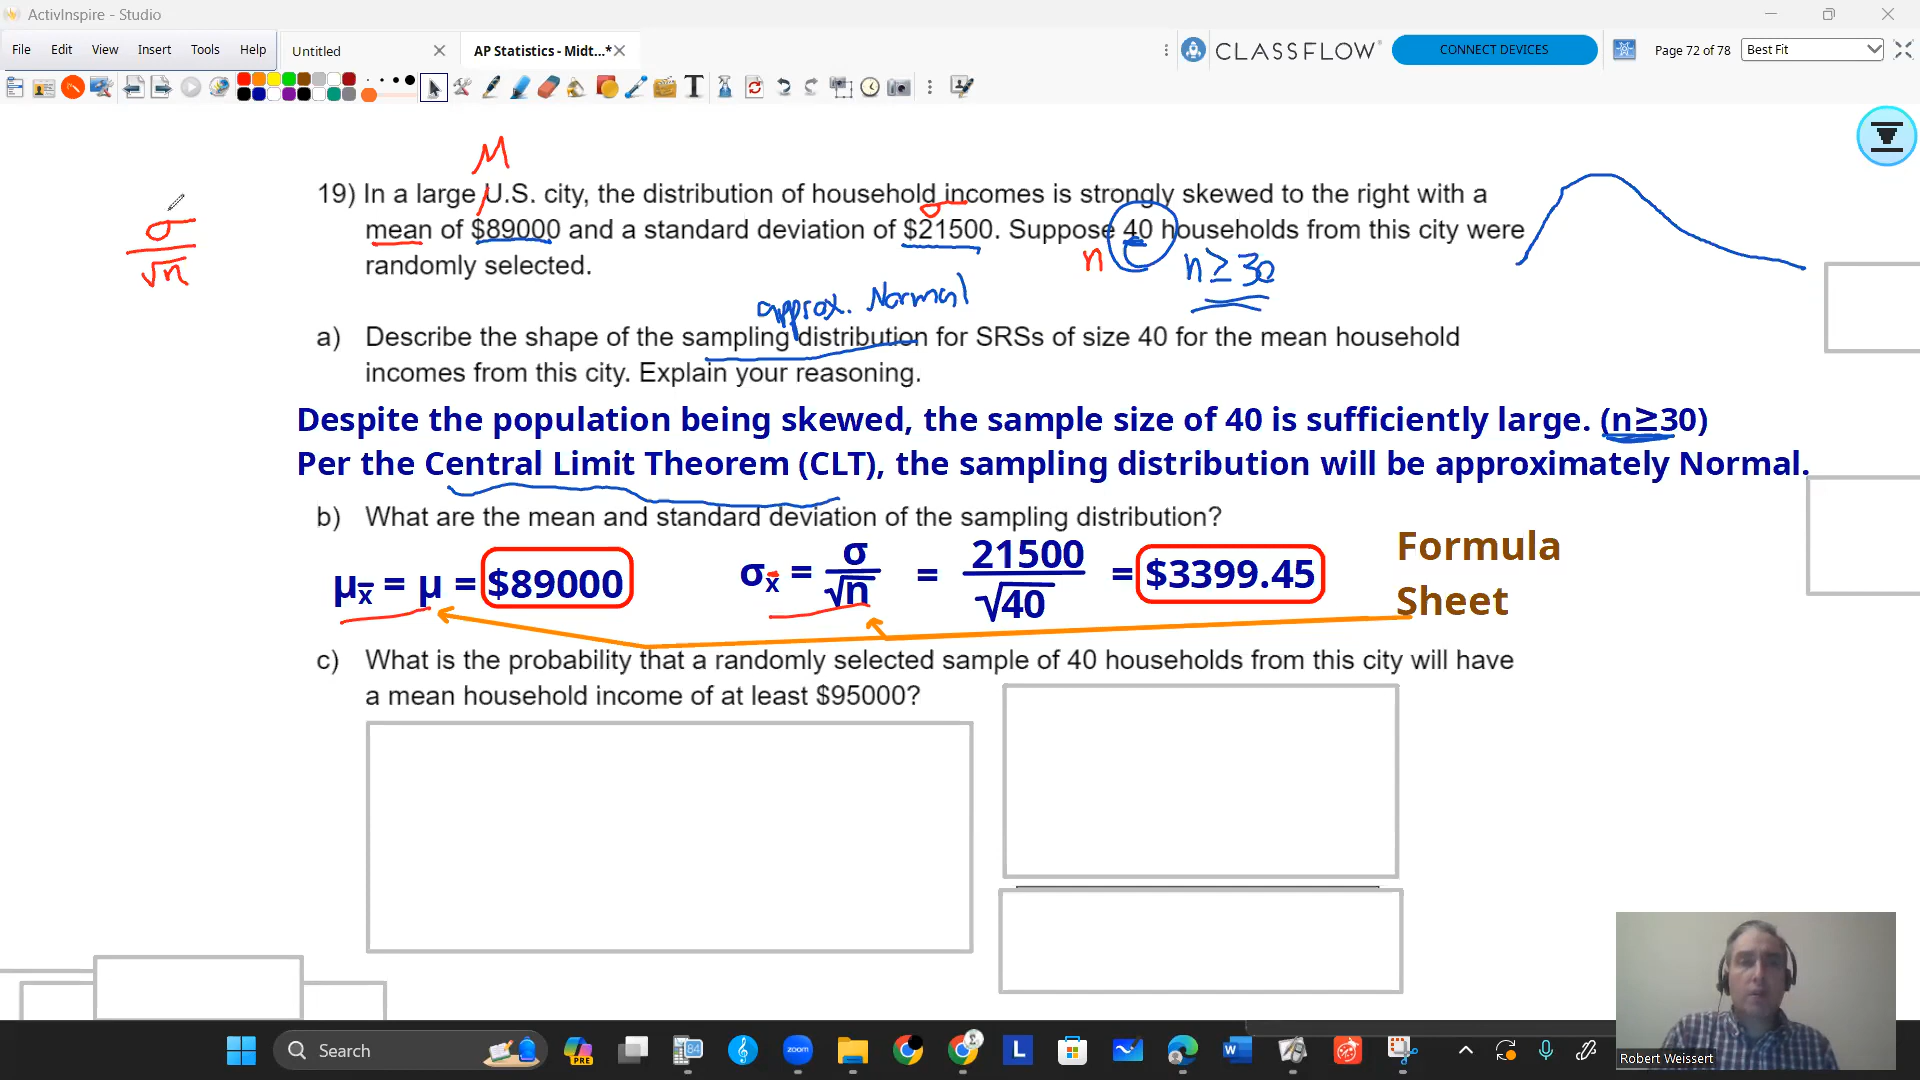 ActivInspire - Studio
File Edit View Insert Tools Help
Untitled
AP Statistics - Midt...*
CLASSFLOW
CONNECT DEVICES
Page 72 of 78
Best Fit
T
μ
19) In a large U.S. city, the distribution of household incomes is strongly skewed to the right with a
σ
mean of $89000 and a standard deviation of $21500. Suppose 40 households from this city were
randomly selected.
n
n ≥ 30
σ
√n
approx. Normal
a) Describe the shape of the sampling distribution for SRSs of size 40 for the mean household
incomes from this city. Explain your reasoning.
Despite the population being skewed, the sample size of 40 is sufficiently large. (n≥30)
Per the Central Limit Theorem (CLT), the sampling distribution will be approximately Normal.
b) What are the mean and standard deviation of the sampling distribution?
μx̅ = μ = $89000
σx̅ = σ/√n = 21500/√40 = $3399.45
Formula
Sheet
c) What is the probability that a randomly selected sample of 40 households from this city will have
a mean household income of at least $95000?
Search
PRE
84
zoom
L
W
Robert Weissert